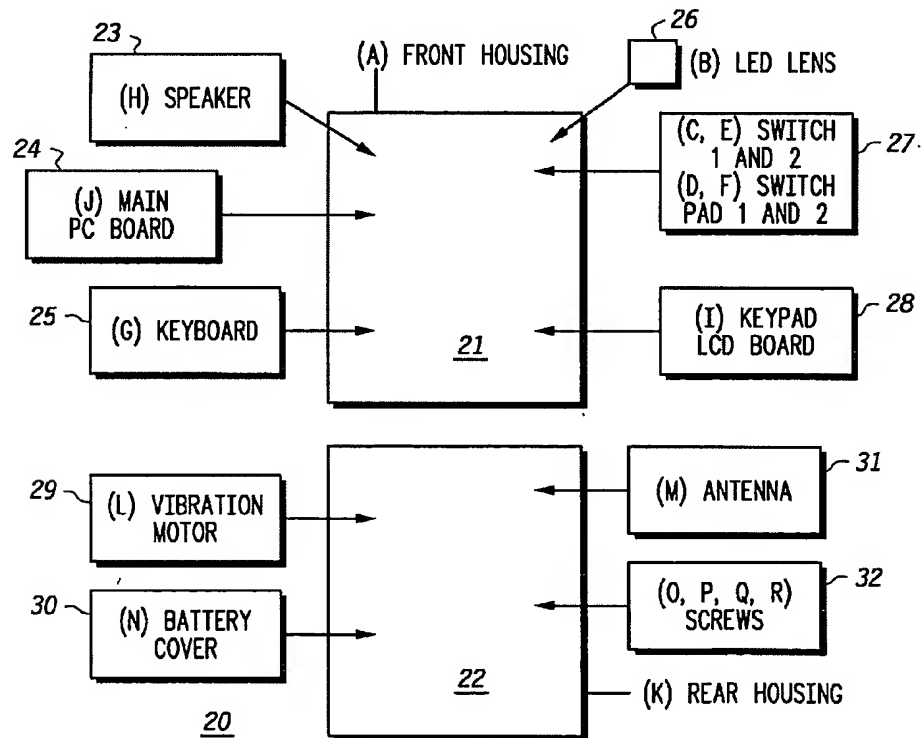 23
(H) SPEAKER
(A) FRONT HOUSING
26
(B) LED LENS
24
(J) MAIN
PC BOARD
(C, E) SWITCH
1 AND 2
(D, F) SWITCH
PAD 1 AND 2
27
25
(G) KEYBOARD
21
(I) KEYPAD
LCD BOARD
28
29
(L) VIBRATION
MOTOR
(M) ANTENNA
31
30
(N) BATTERY
COVER
(O, P, Q, R)
SCREWS
32
22
(K) REAR HOUSING
20